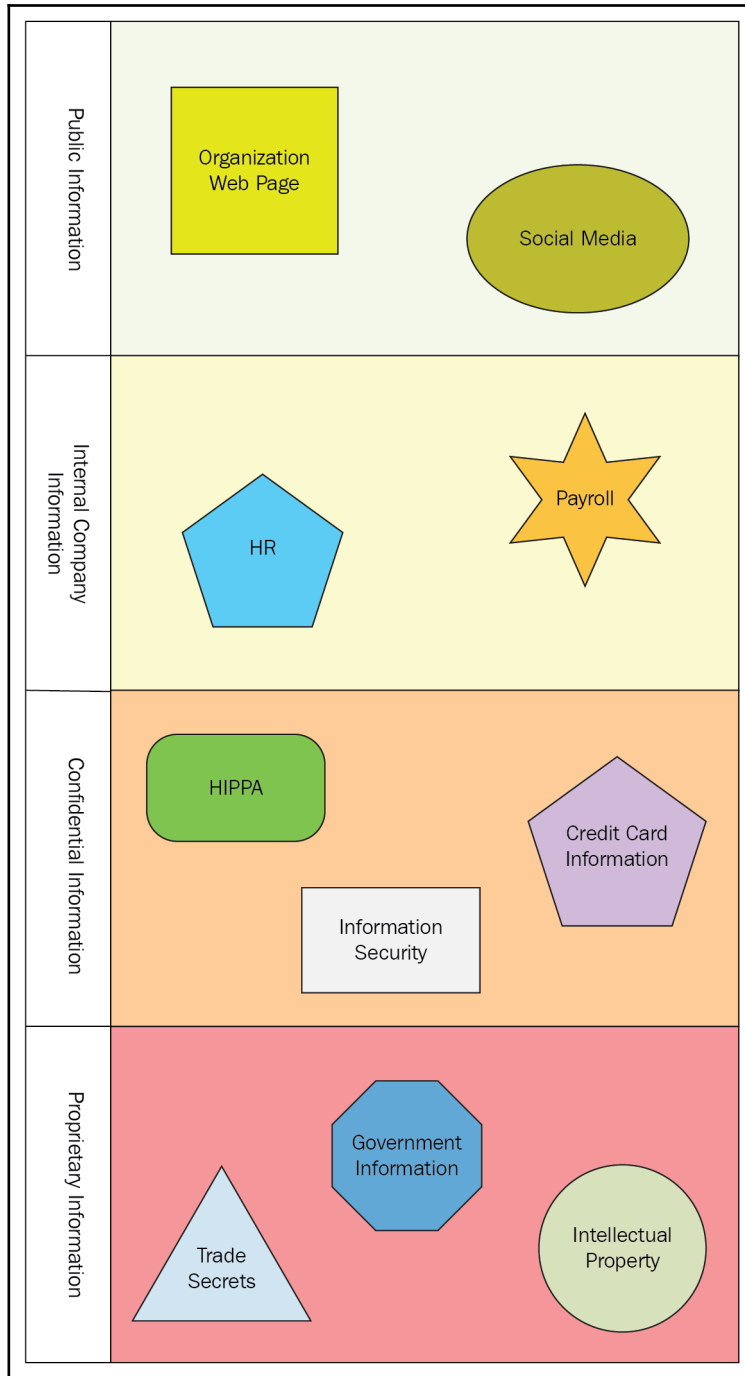 Public Information
Organization
Web Page
Social Media
Internal Company
Information
HR
Payroll
Confidential Information
HIPPA
Credit Card
Information
Information
Security
Proprietary Information
Government
Information
Trade
Secrets
Intellectual
Property